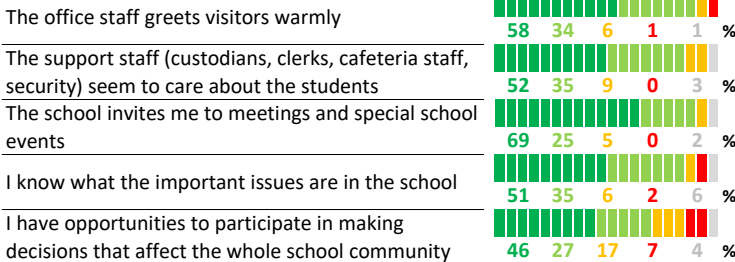 The office staff greets visitors warmly
58 34 6 1 1 %
The support staff (custodians, clerks, cafeteria staff,
security) seem to care about the students
52 35 9 0 3 %
The school invites me to meetings and special school
events
69 25 5 0 2 %
I know what the important issues are in the school
51 35 6 2 6 %
I have opportunities to participate in making
decisions that affect the whole school community
46 27 17 7 4 %